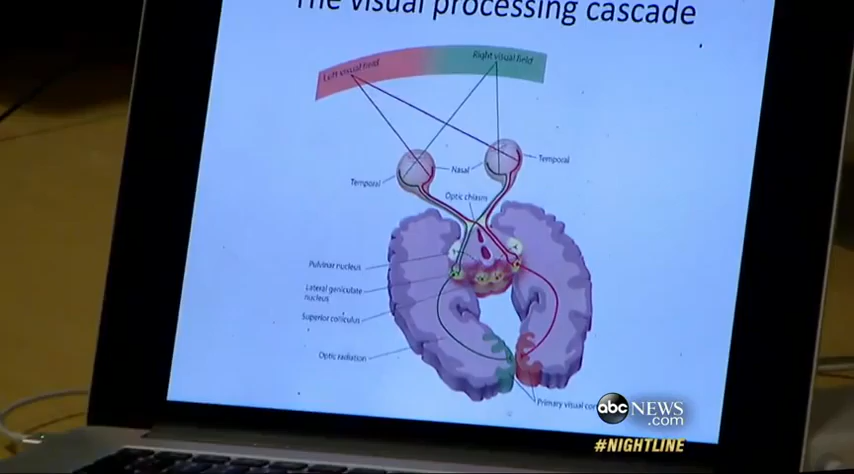 The visual processing cascade
Left visual field
Right visual field
Temporal
Nasal
Temporal
Optic chiasm
Pulvinar nucleus
Lateral geniculate
nucleus
Superior colliculus
Optic radiation
Primary visual
abc NEWS
.com
#NIGHTLINE